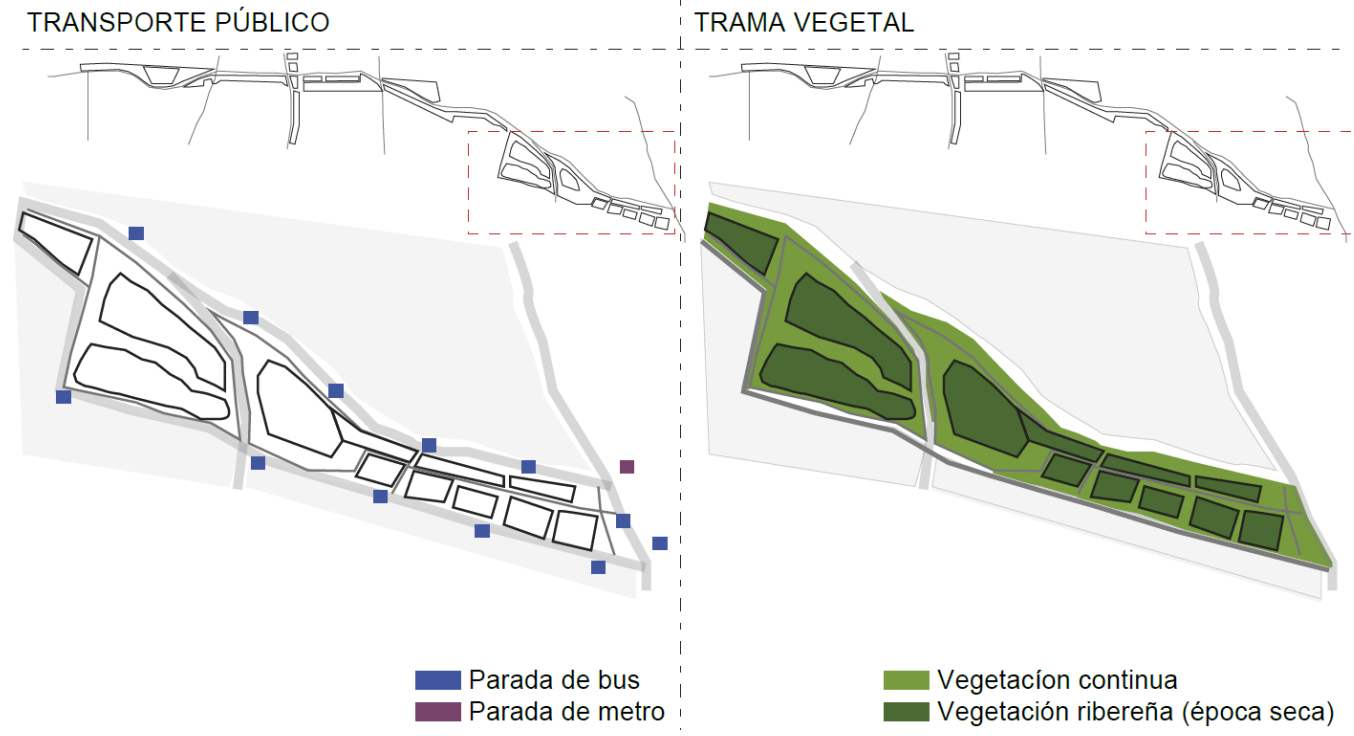 TRANSPORTE PÚBLICO
TRAMA VEGETAL
Parada de bus
Parada de metro
Vegetacíon continua
Vegetación ribereña (época seca)